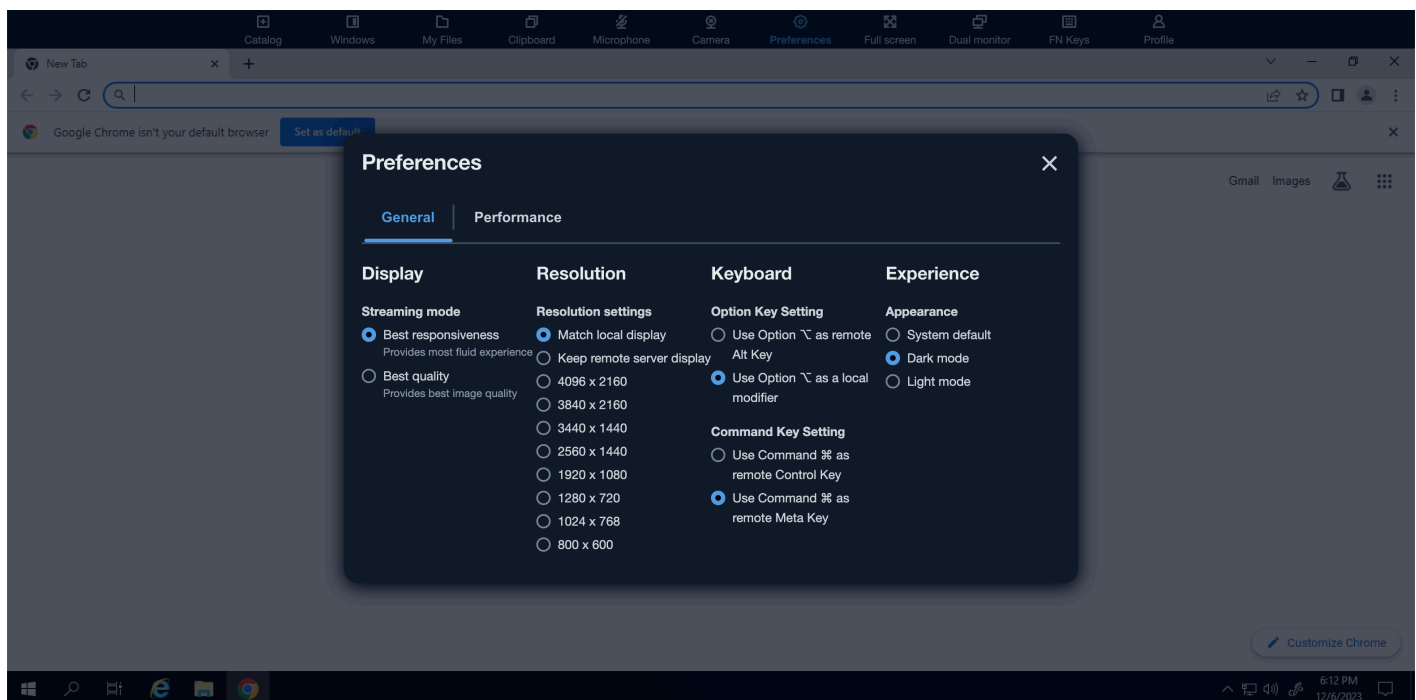 Catalog Windows My Files Clipboard Microphone Camera Preferences Full screen Dual monitor FN Keys Profile
New Tab
Google Chrome isn't your default browser Set as default
Gmail Images
Preferences
General Performance
Display
Streaming mode
Best responsiveness
Provides most fluid experience
Best quality
Provides best image quality
Resolution
Resolution settings
Match local display
Keep remote server display
4096 x 2160
3840 x 2160
3440 x 1440
2560 x 1440
1920 x 1080
1280 x 720
1024 x 768
800 x 600
Keyboard
Option Key Setting
Use Option ⌥ as remote
Alt Key
Use Option ⌥ as a local
modifier
Command Key Setting
Use Command ⌘ as
remote Control Key
Use Command ⌘ as
remote Meta Key
Experience
Appearance
System default
Dark mode
Light mode
Customize Chrome
6:12 PM
12/6/2023